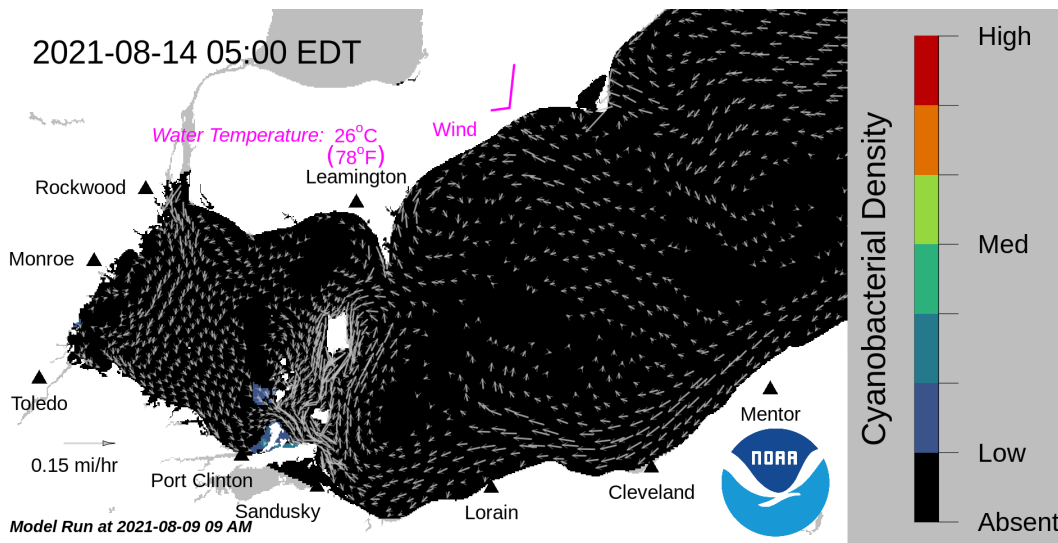 2021-08-14 05:00 EDT
High
Water Temperature: 26°C
(78°F)
Wind
Leamington
Rockwood
Monroe
Med
Cyanobacterial Density
Toledo
Mentor
0.15 mi/hr
NOAA
Low
Port Clinton
Cleveland
Sandusky
Lorain
Absent
Model Run at 2021-08-09 09 AM